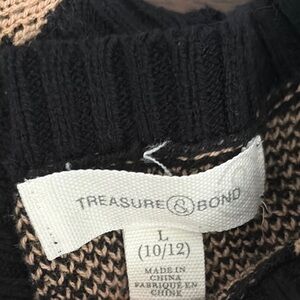 TREASURE & BOND
L
(10/12)
MADE IN
CHINA
FABRIQUÉ EN
CHINE